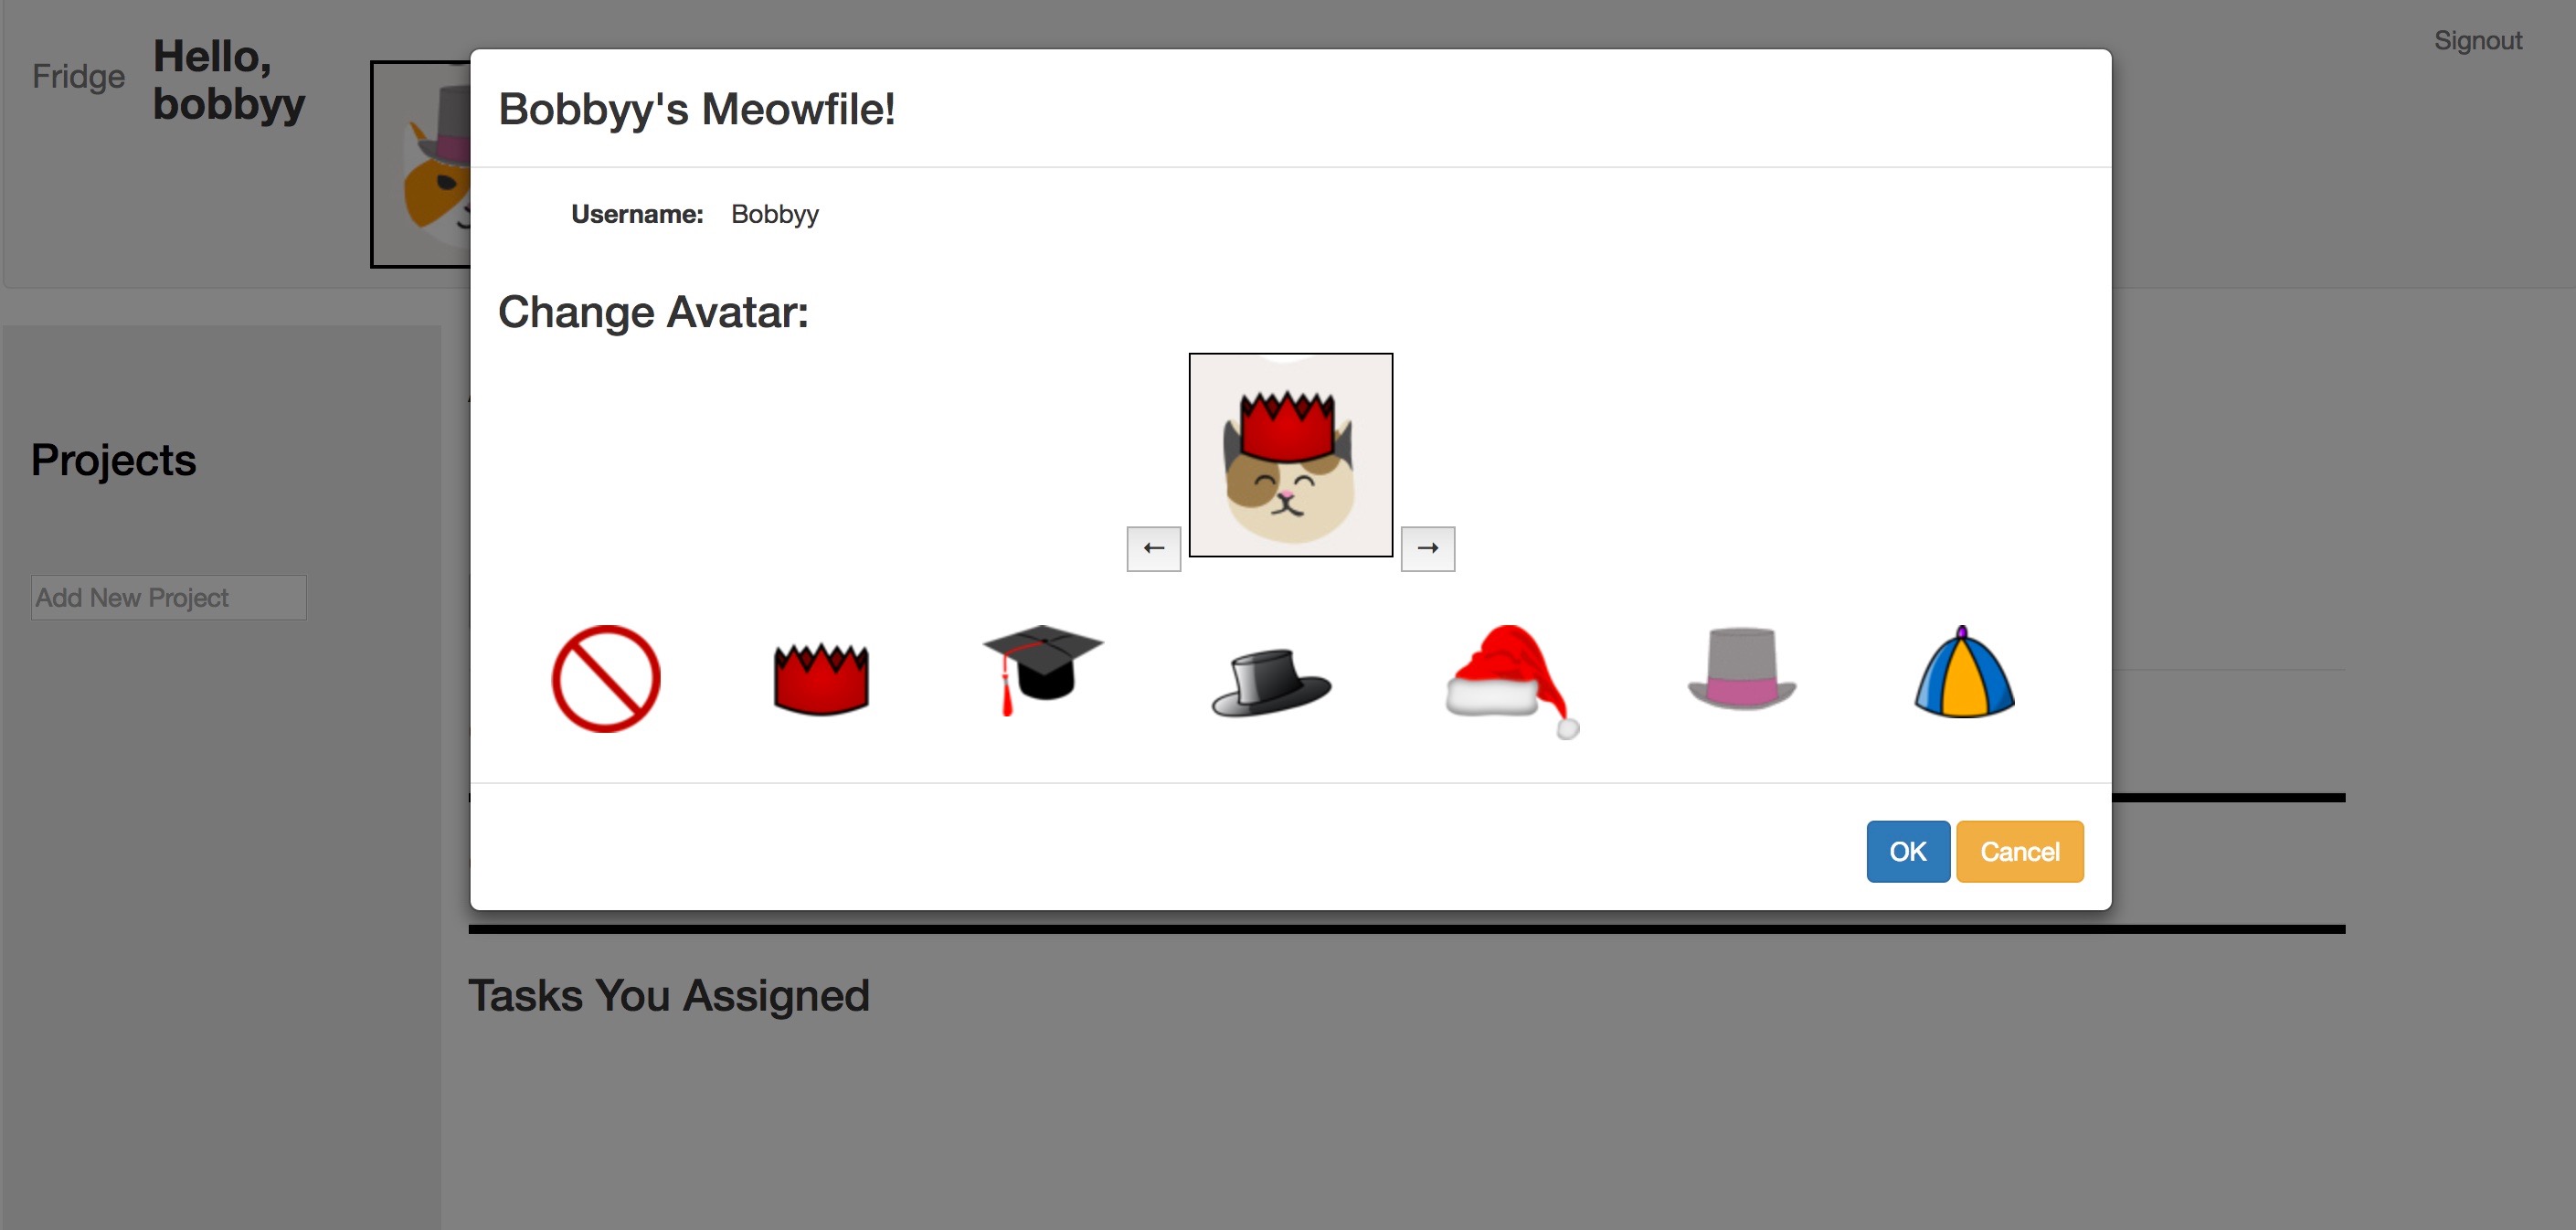 Fridge
Hello,
bobbyy
Signout
Bobbyy's Meowfile!
Username: Bobbyy
Change Avatar:
← →
Projects
Add New Project
OK Cancel
Tasks You Assigned